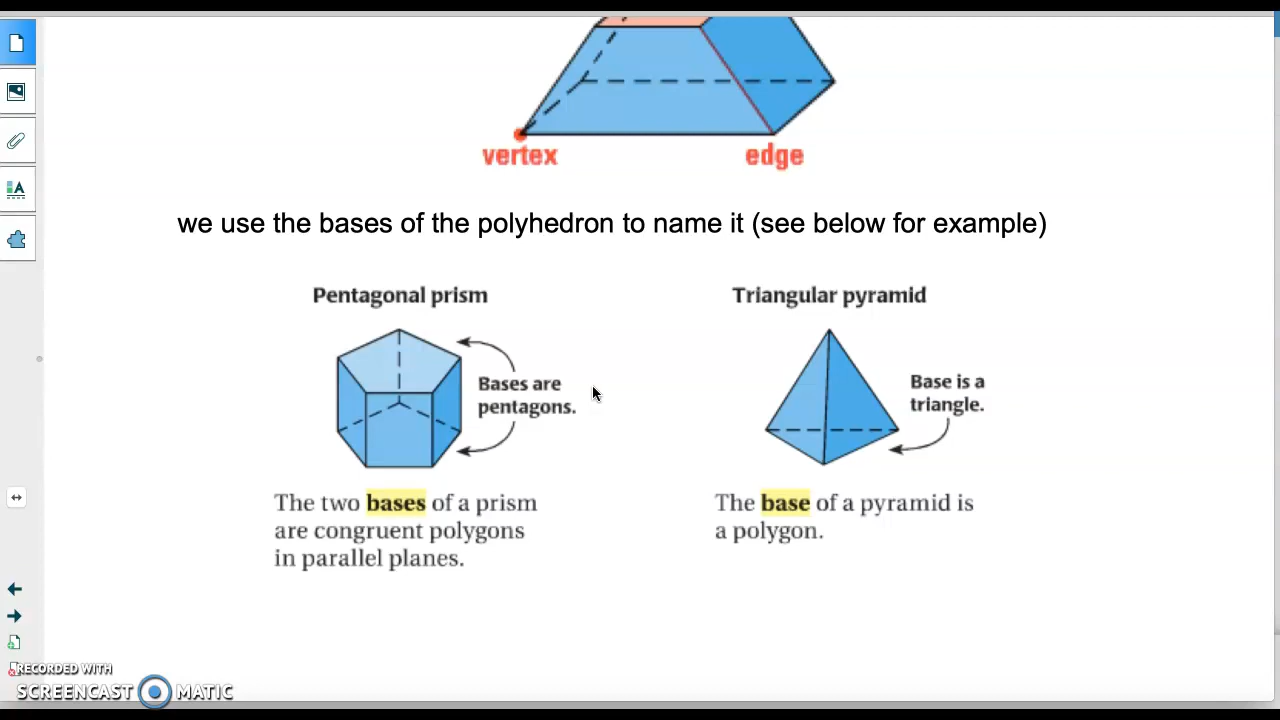 vertex
edge
we use the bases of the polyhedron to name it (see below for example)
Pentagonal prism
Bases are
pentagons.
The two bases of a prism
are congruent polygons
in parallel planes.
Triangular pyramid
Base is a
triangle.
The base of a pyramid is
a polygon.
A
RECORDED WITH
SCREENCAST MATIC